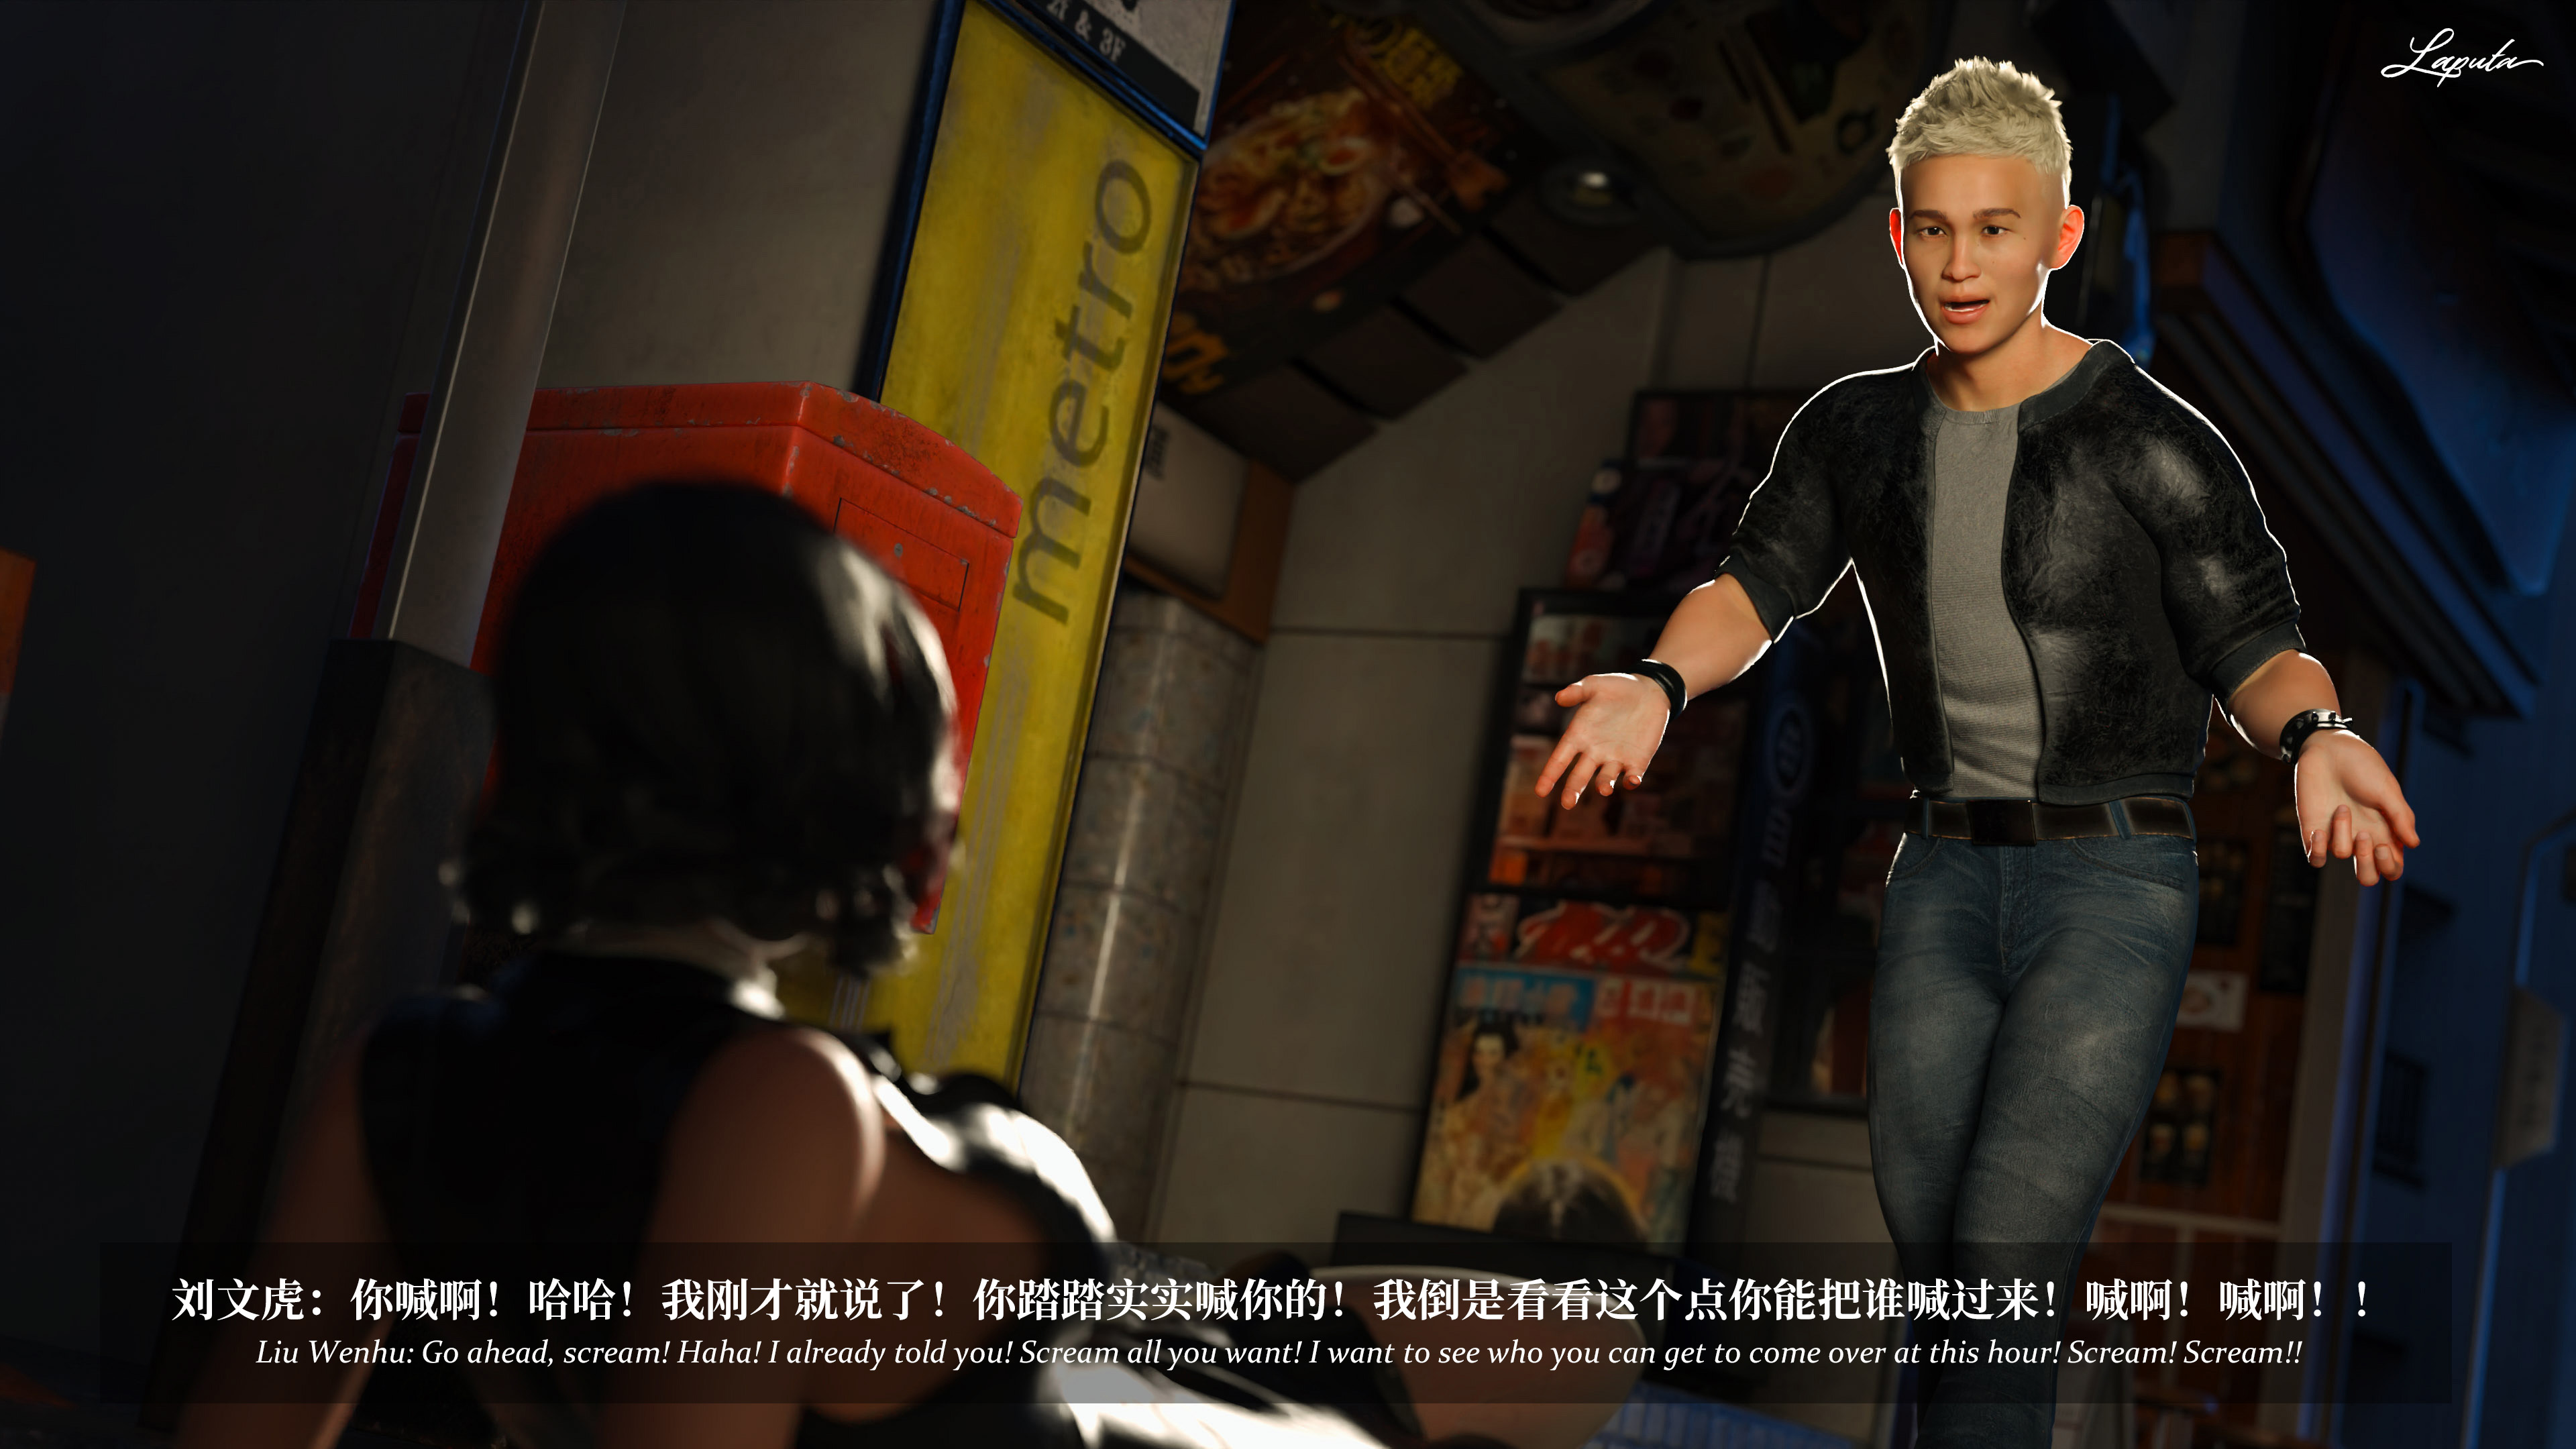 Laputa
2F & 3F
metro
刘文虎：你喊啊！哈哈！我刚才就说了！你踏踏实实喊你的！我倒是看看这个点你能把谁喊过来！喊啊！喊啊！！
Liu Wenhu: Go ahead, scream! Haha! I already told you! Scream all you want! I want to see who you can get to come over at this hour! Scream! Scream!!